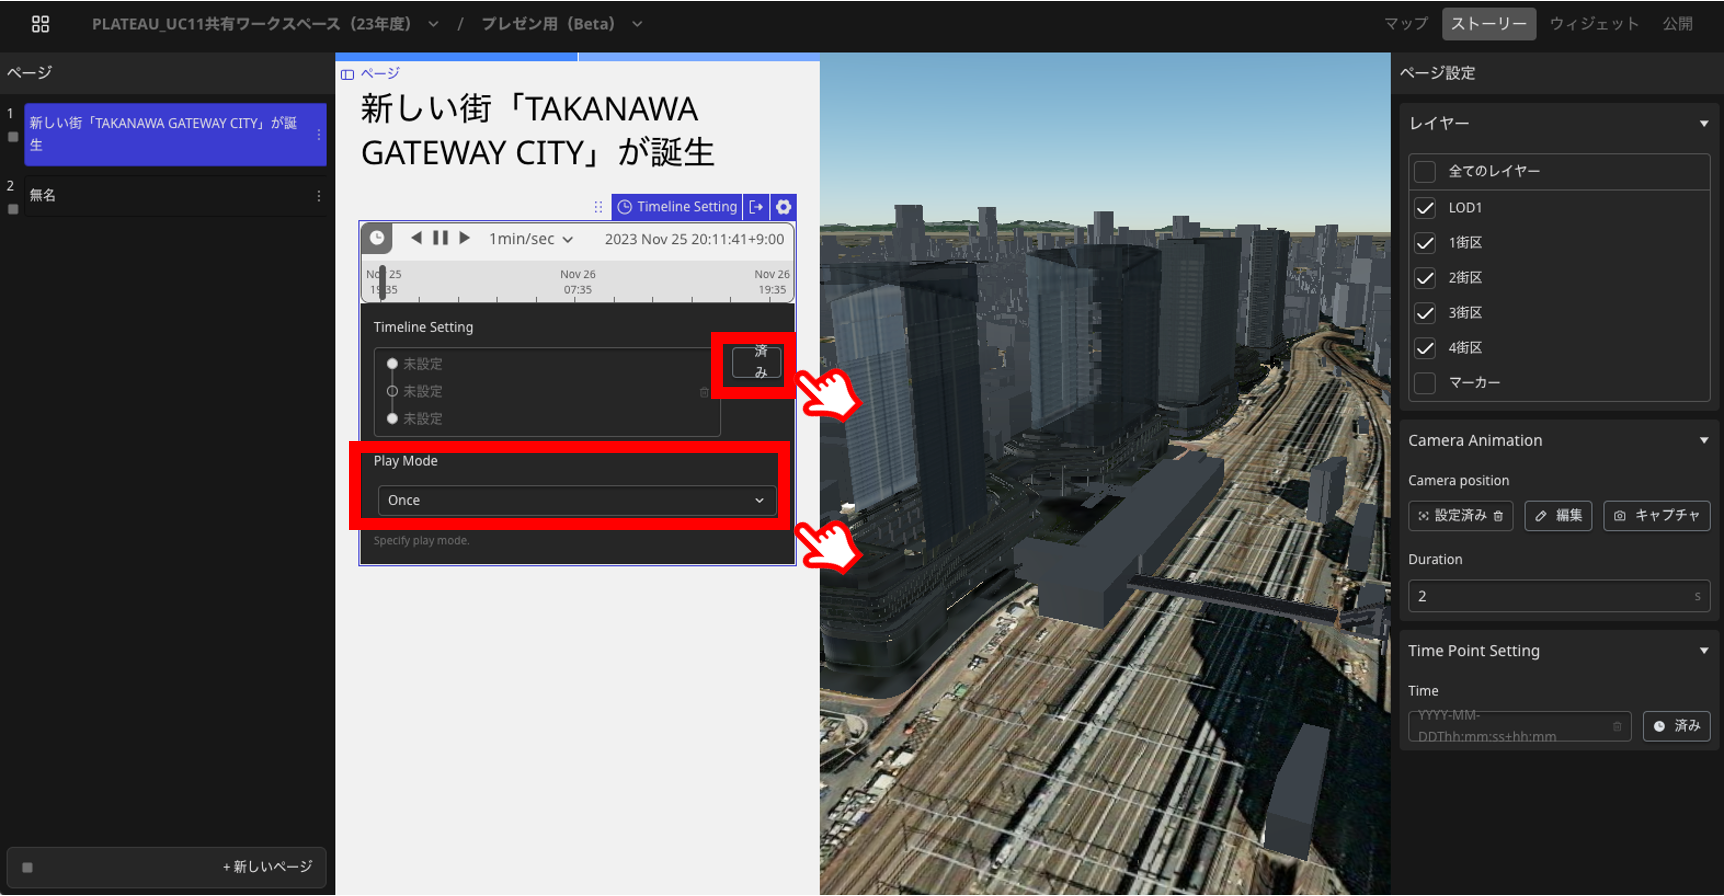 PLATEAU_UC11共有ワークスペース（23年度）
/
プレゼン用（Beta）
マップ
ストーリー
ウィジェット
公開
ページ
1
新しい街「TAKANAWA GATEWAY CITY」が誕
生
2
無名
+ 新しいページ
ページ
新しい街「TAKANAWA
GATEWAY CITY」が誕生
Timeline Setting
1min/sec
2023 Nov 25 20:11:41+9:00
Nov 25
19:35
Nov 26
07:35
Nov 26
19:35
Timeline Setting
未設定
未設定
未設定
済
み
Play Mode
Once
Specify play mode.
ページ設定
レイヤー
全てのレイヤー
LOD1
1街区
2街区
3街区
4街区
マーカー
Camera Animation
Camera position
設定済み
編集
キャプチャ
Duration
2
s
Time Point Setting
Time
YYYY-MM-
DDThh:mm:ss±hh:mm
済み